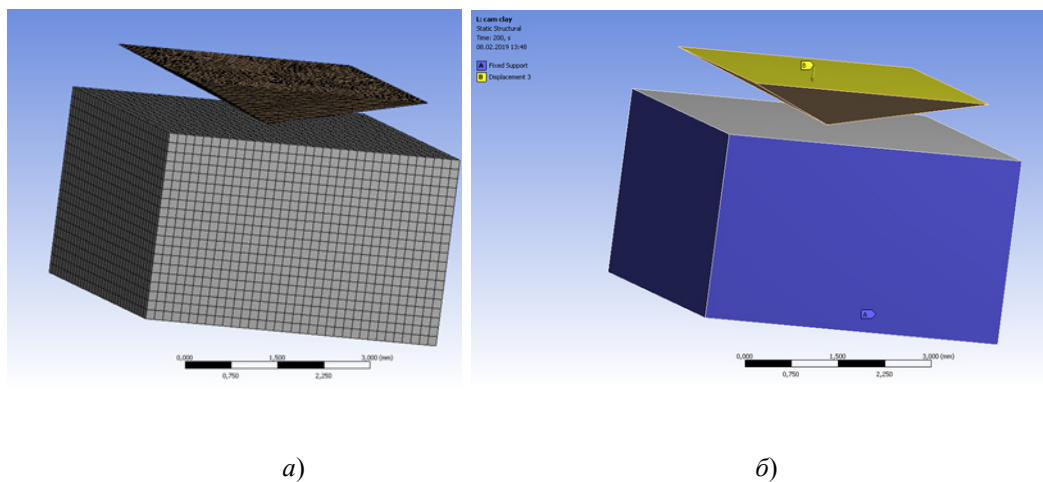 L: cam clay
Static Structural
Time: 200, s
08.02.2019 13:48
A Fixed Support
B Displacement 3
B
A
0,000 1,500 3,000 (mm)
0,750 2,250
0,000 1,500 3,000 (mm)
0,750 2,250
а) б)